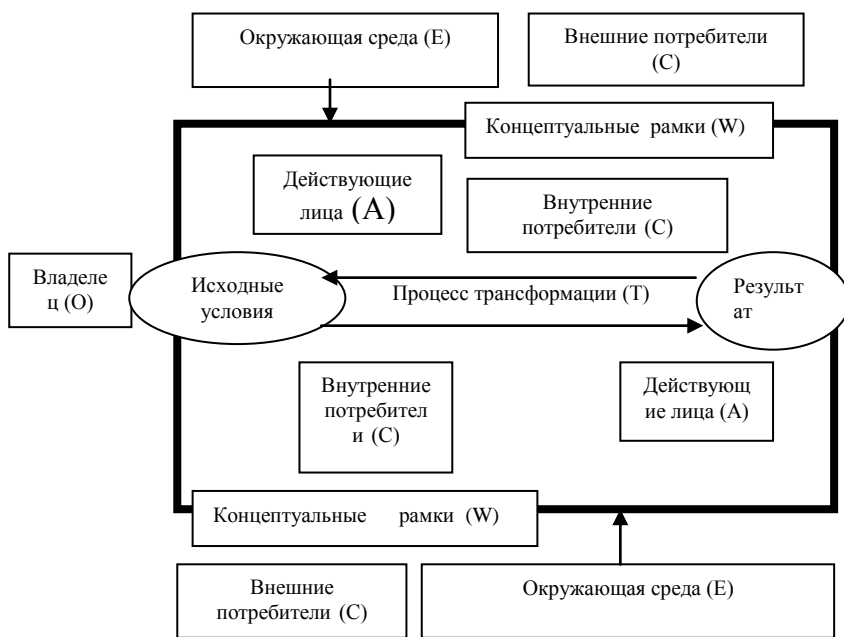 Окружающая среда (E)
Внешние потребители
(C)
Концептуальные рамки (W)
Действующие
лица (A)
Внутренние
потребители (C)
Владеле
ц (O)
Исходные
условия
Процесс трансформации (T)
Результ
ат
Внутренние
потребител
и (C)
Действующ
ие лица (A)
Концептуальные рамки (W)
Внешние
потребители (C)
Окружающая среда (E)